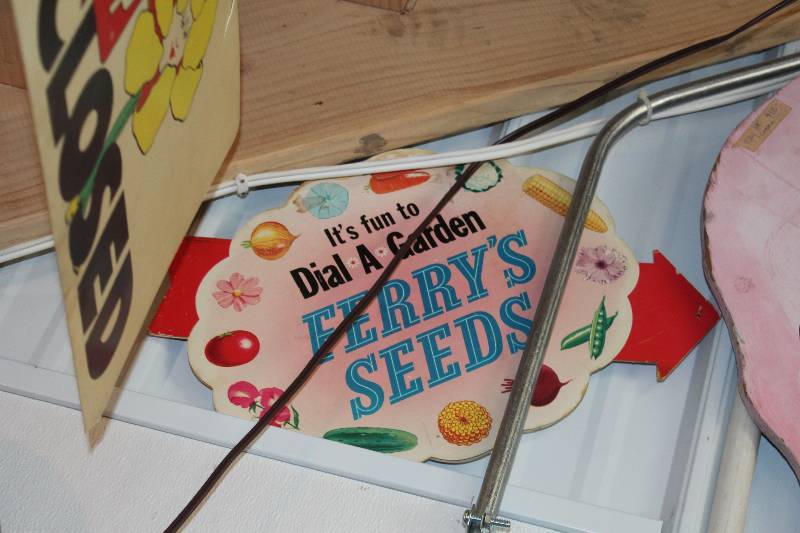 CLOSED
It's fun to
Dial A Garden
FERRY'S
SEEDS